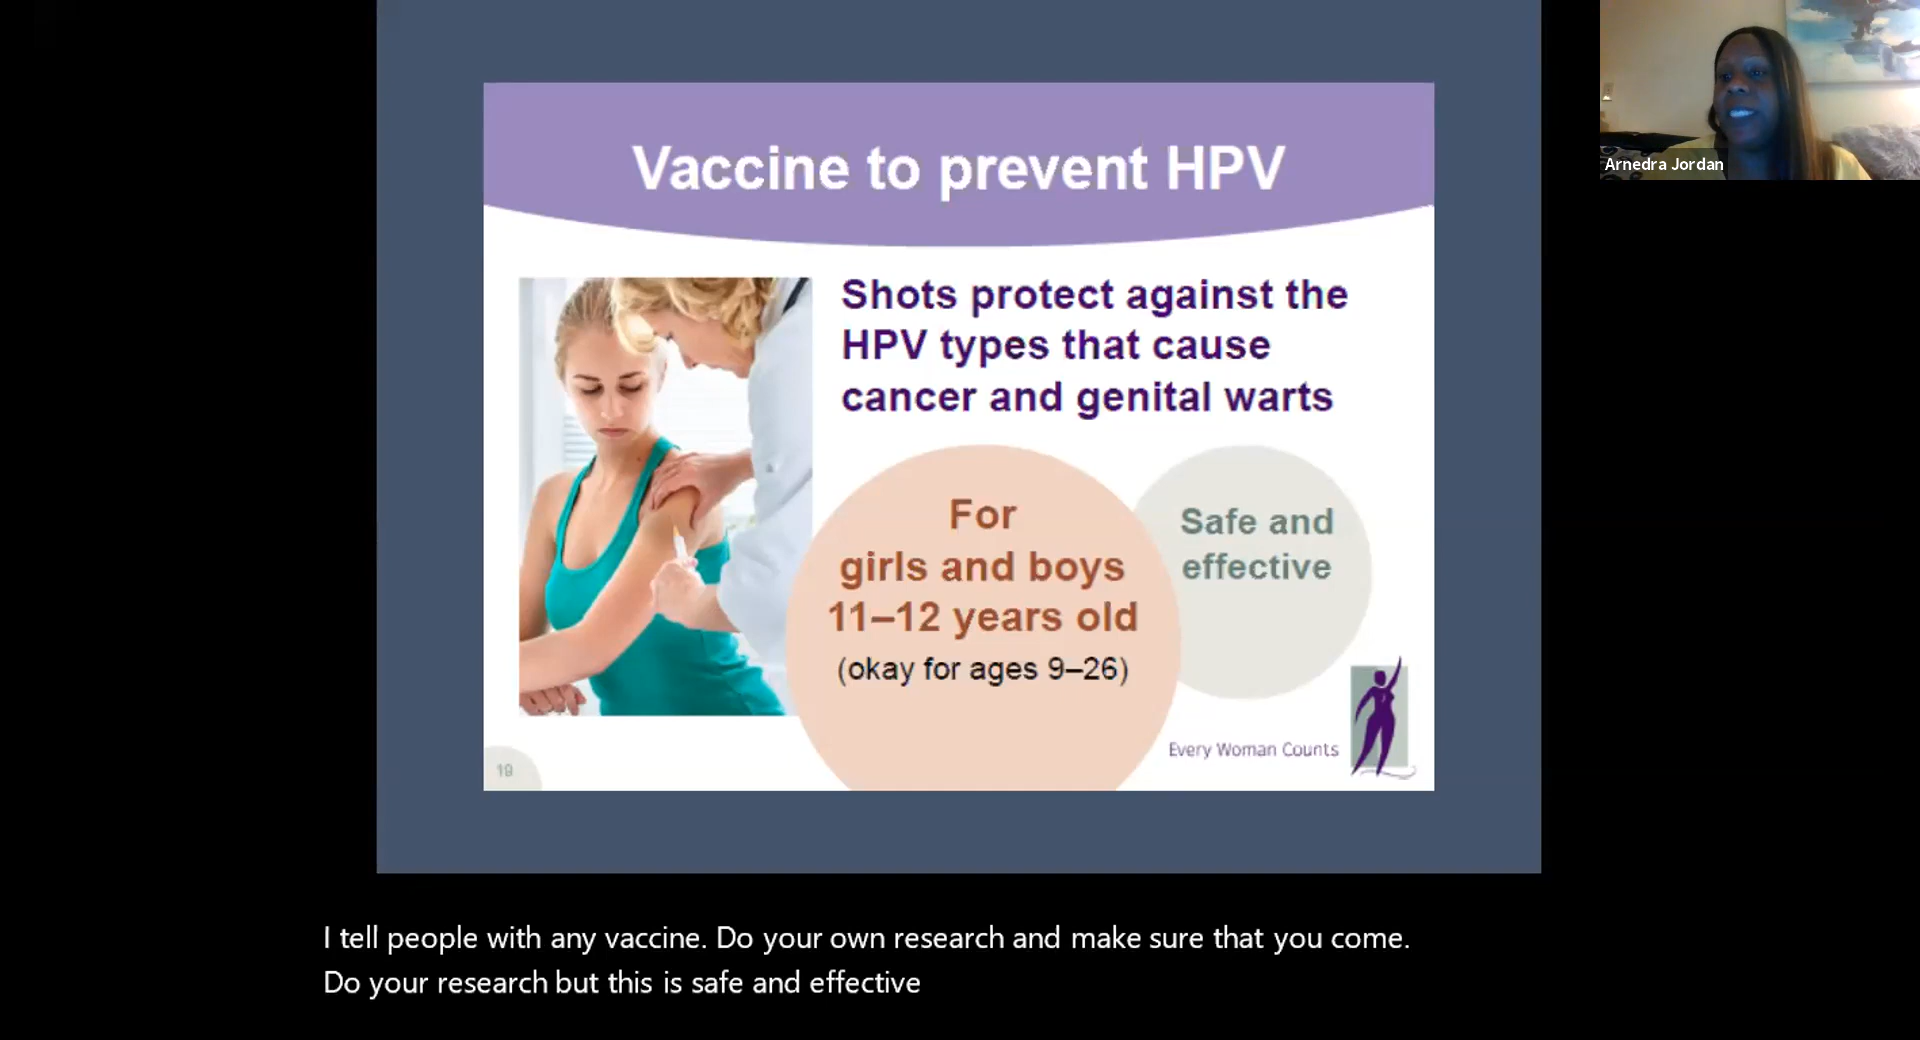 Vaccine to prevent HPV
Arnedra Jordan
Shots protect against the
HPV types that cause
cancer and genital warts
For
girls and boys
11–12 years old
(okay for ages 9–26)
Safe and
effective
Every Woman Counts
19
I tell people with any vaccine. Do your own research and make sure that you come.
Do your research but this is safe and effective